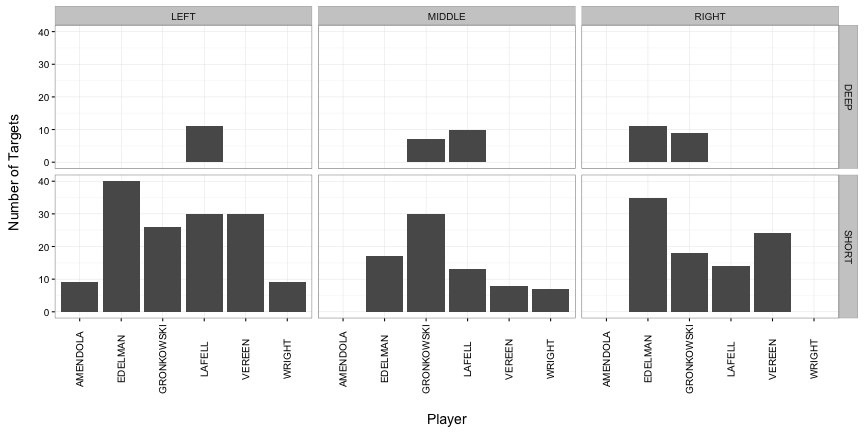 LEFT MIDDLE RIGHT
40
30
20
10
0
DEEP
40
30
20
10
0
SHORT
Number of Targets
AMENDOLA EDELMAN GRONKOWSKI LAFELL VEREEN WRIGHT AMENDOLA EDELMAN GRONKOWSKI LAFELL VEREEN WRIGHT AMENDOLA EDELMAN GRONKOWSKI LAFELL VEREEN WRIGHT
Player